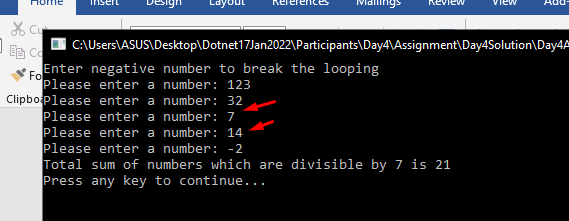 Home Insert Design Layout References Mailings Review View Add-
Cut
Fo
Clipboa
C:\Users\ASUS\Desktop\Dotnet17Jan2022\Participants\Day4\Assignment\Day4Solution\Day4A
Enter negative number to break the looping
Please enter a number: 123
Please enter a number: 32
Please enter a number: 7
Please enter a number: 14
Please enter a number: -2
Total sum of numbers which are divisible by 7 is 21
Press any key to continue...